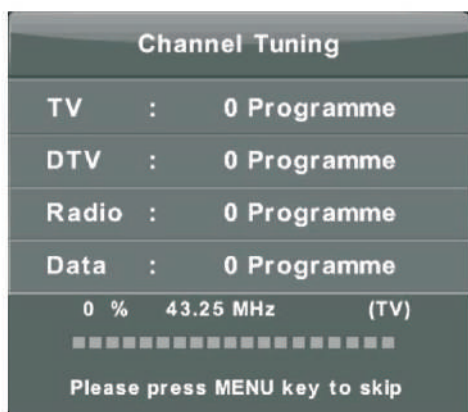 Channel Tuning
TV : 0 Programme
DTV : 0 Programme
Radio : 0 Programme
Data : 0 Programme
0 % 43.25 MHz (TV)
Please press MENU key to skip